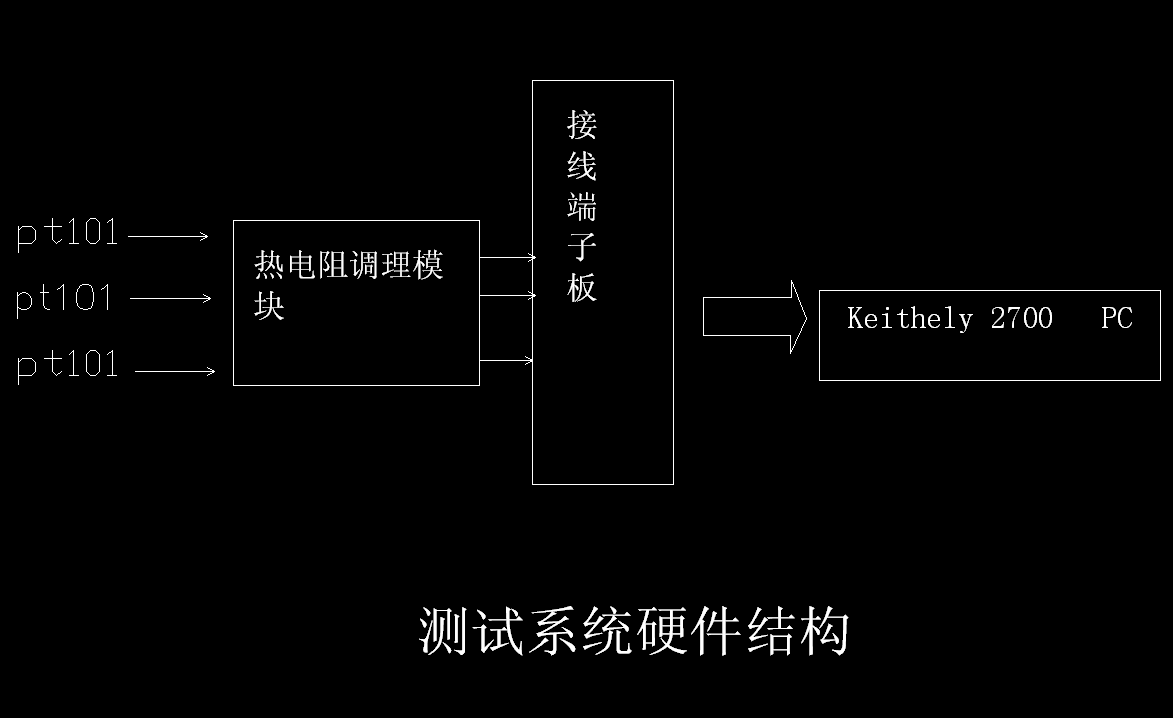 pt101
pt101
pt101
热电阻调理模
块
接
线
端
子
板
Keithely 2700 PC
测试系统硬件结构